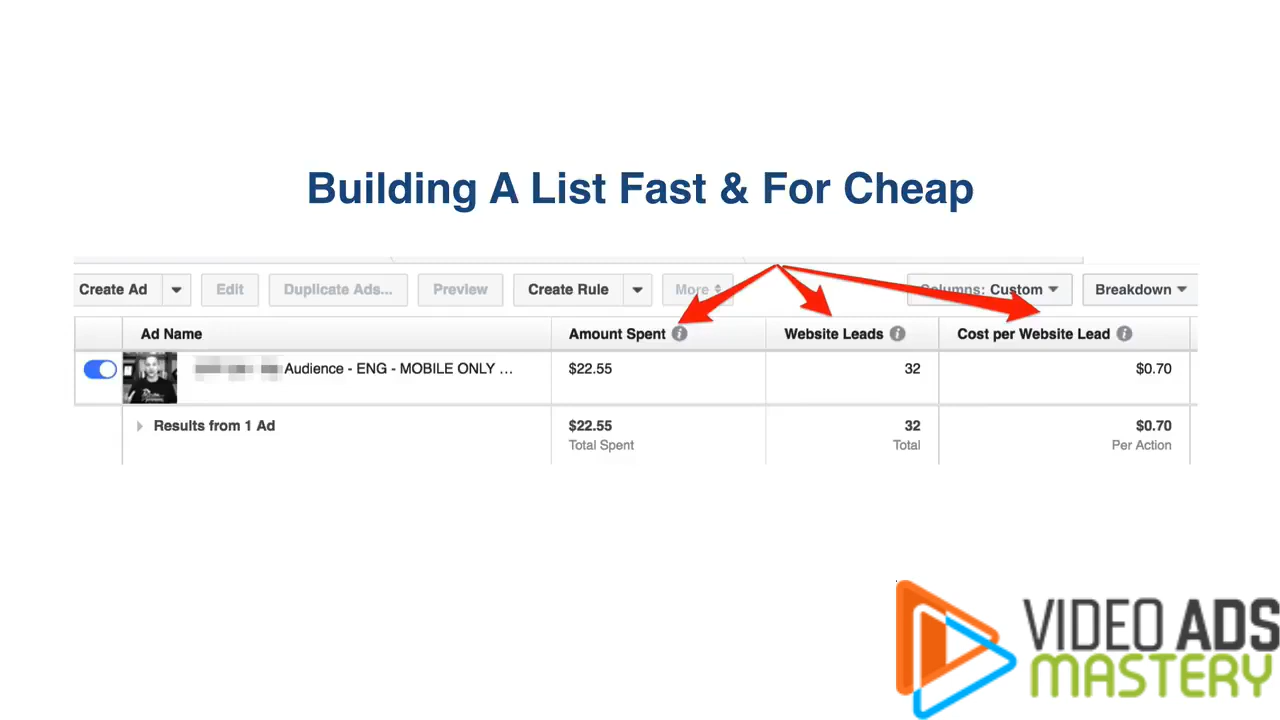 Building A List Fast & For Cheap
Create Ad Edit Duplicate Ads... Preview Create Rule More Columns: Custom Breakdown
Ad Name Amount Spent Website Leads Cost per Website Lead
Audience - ENG - MOBILE ONLY ... $22.55 32 $0.70
Results from 1 Ad $22.55 32 $0.70
Total Spent Total Per Action
VIDEO ADS
MASTERY